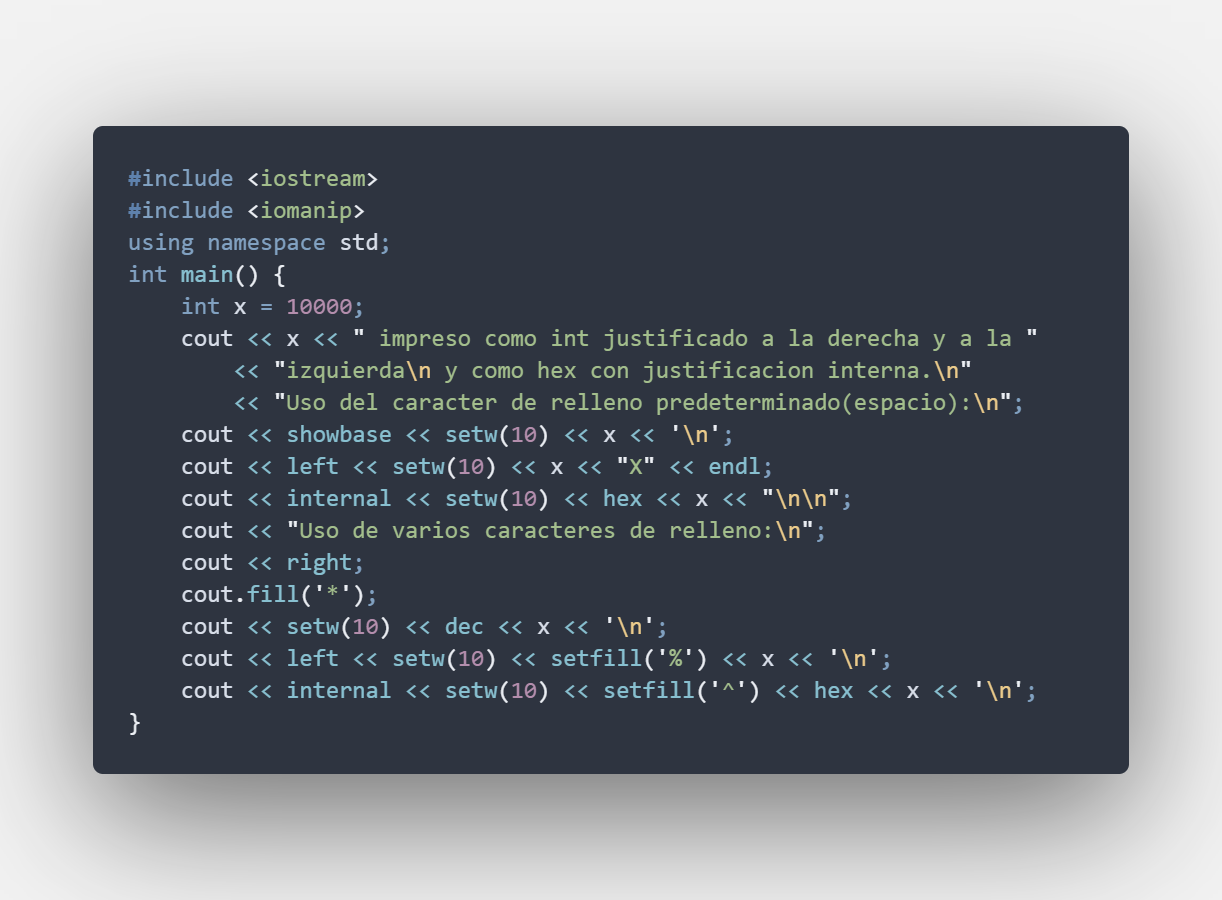 #include <iostream>
#include <iomanip>
using namespace std;
int main() {
    int x = 10000;
    cout << x << " impreso como int justificado a la derecha y a la "
        << "izquierda\n y como hex con justificacion interna.\n"
        << "Uso del caracter de relleno predeterminado(espacio):\n";
    cout << showbase << setw(10) << x << '\n';
    cout << left << setw(10) << x << "X" << endl;
    cout << internal << setw(10) << hex << x << "\n\n";
    cout << "Uso de varios caracteres de relleno:\n";
    cout << right;
    cout.fill('*');
    cout << setw(10) << dec << x << '\n';
    cout << left << setw(10) << setfill('%') << x << '\n';
    cout << internal << setw(10) << setfill('^') << hex << x << '\n';
}